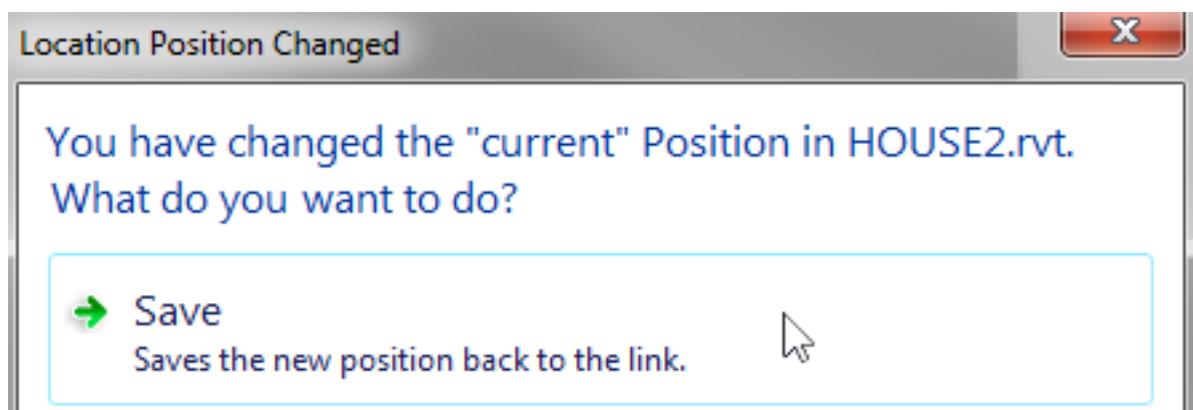 Location Position Changed
You have changed the "current" Position in HOUSE2.rvt.
What do you want to do?
Save
Saves the new position back to the link.